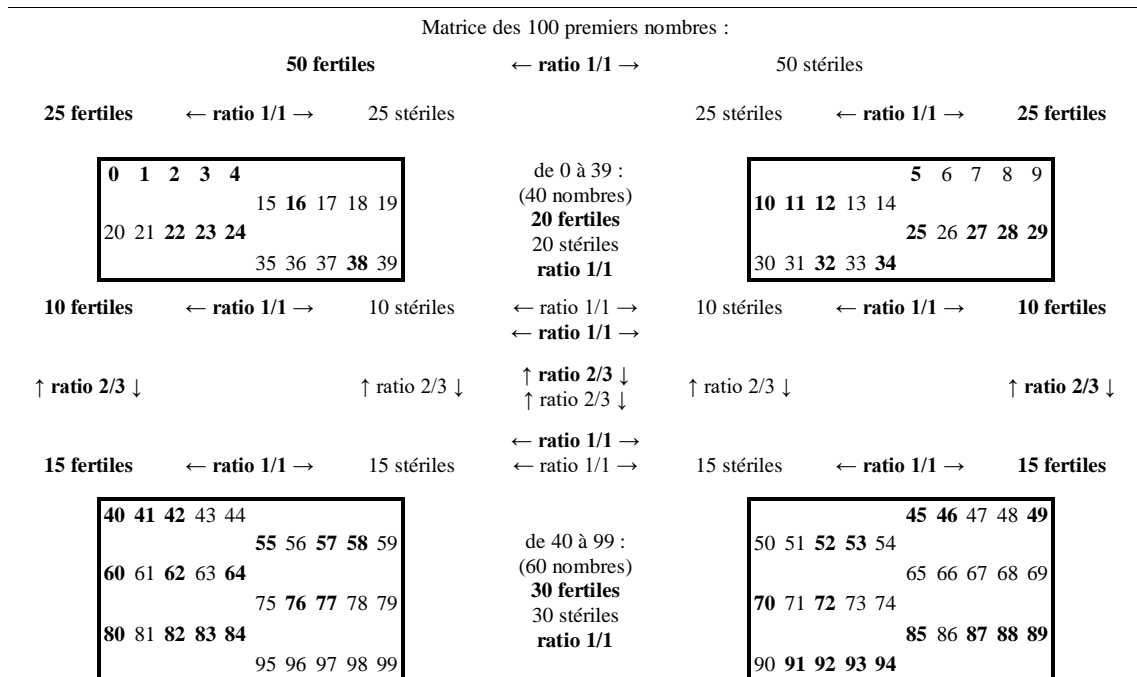 Matrice des 100 premiers nombres :
50 fertiles ← ratio 1/1 → 50 stériles
25 fertiles ← ratio 1/1 → 25 stériles 25 stériles ← ratio 1/1 → 25 fertiles
0 1 2 3 4
15 16 17 18 19
20 21 22 23 24
35 36 37 38 39
de 0 à 39 :
(40 nombres)
20 fertiles
20 stériles
ratio 1/1
5 6 7 8 9
10 11 12 13 14
25 26 27 28 29
30 31 32 33 34
10 fertiles ← ratio 1/1 → 10 stériles ← ratio 1/1 → 10 stériles ← ratio 1/1 → 10 fertiles
← ratio 1/1 →
↑ ratio 2/3 ↓ ↑ ratio 2/3 ↓ ↑ ratio 2/3 ↓ ↑ ratio 2/3 ↓ ↑ ratio 2/3 ↓
↑ ratio 2/3 ↓
← ratio 1/1 →
15 fertiles ← ratio 1/1 → 15 stériles ← ratio 1/1 → 15 stériles ← ratio 1/1 → 15 fertiles
40 41 42 43 44
55 56 57 58 59
60 61 62 63 64
75 76 77 78 79
80 81 82 83 84
95 96 97 98 99
de 40 à 99 :
(60 nombres)
30 fertiles
30 stériles
ratio 1/1
45 46 47 48 49
50 51 52 53 54
65 66 67 68 69
70 71 72 73 74
85 86 87 88 89
90 91 92 93 94